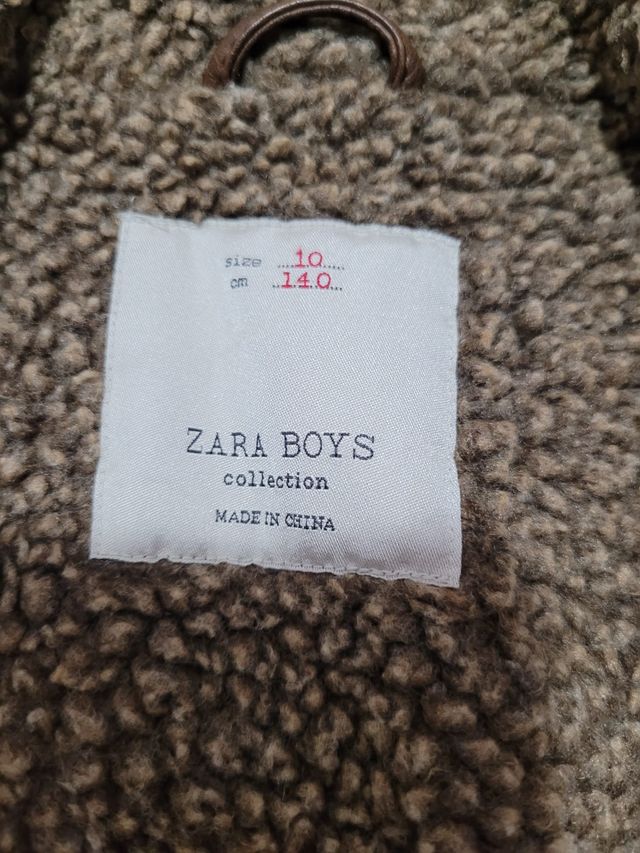 size ....10.....
cm ..140...
ZARA BOYS
collection
MADE IN CHINA